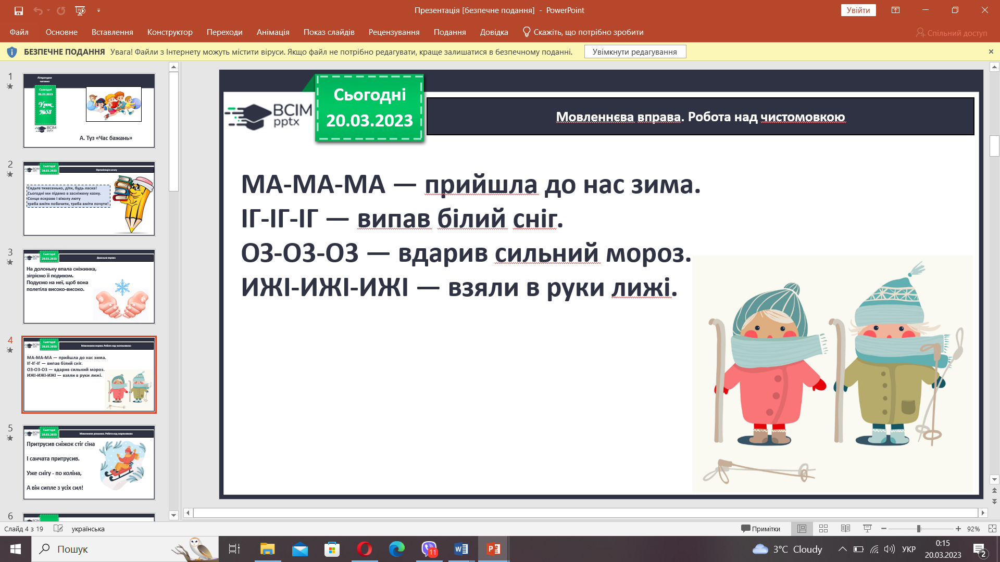 Презентація [безпечне подання] - PowerPoint
Увійти
Файл
Основне
Вставлення
Конструктор
Переходи
Анімація
Показ слайдів
Рецензування
Подання
Довідка
Скажіть, що потрібно зробити
Спільний доступ
БЕЗПЕЧНЕ ПОДАННЯ Увага! Файли з Інтернету можуть містити віруси. Якщо файл не потрібно редагувати, краще залишатися в безпечному поданні.
Увімкнути редагування
1
Літературне
читання
Сьогодні
20.03.2023
Урок
№58
BCIM
pptx
А. Туз «Час бажань»
2
BCIM
pptx
Сьогодні
20.03.2023
Організація класу
Сядьте тихесенько, діти, будь ласка!
Сьогодні ми підемо в засніжену казку.
Сонце яскраве і віхолу люту
треба вміти побачити, треба вміти почути!
3
BCIM
pptx
Сьогодні
20.03.2023
Дихальна вправа
На долоньку впала сніжинка,
зігріємо її подихом.
Подуємо на неї, щоб вона
полетіла високо-високо.
4
BCIM
pptx
Сьогодні
20.03.2023
Мовленнєва вправа. Робота над чистомовкою
МА-МА-МА — прийшла до нас зима.
ІГ-ІГ-ІГ — випав білий сніг.
ОЗ-ОЗ-ОЗ — вдарив сильний мороз.
ИЖІ-ИЖІ-ИЖІ — взяли в руки лижі.
5
BCIM
pptx
Сьогодні
20.03.2023
Мовленнєва розминка. Робота над скоромовкою
Притрусив сніжок стіг сіна
І санчата притрусив.
Уже снігу - по коліна,
А він сипле з усіх сил!
6
BCIM
pptx
Сьогодні
20.03.2023
Мовленнєва вправа. Робота над чистомовкою
МА-МА-МА — прийшла до нас зима.
ІГ-ІГ-ІГ — випав білий сніг.
ОЗ-ОЗ-ОЗ — вдарив сильний мороз.
ИЖІ-ИЖІ-ИЖІ — взяли в руки лижі.
Слайд 4 з 19
українська
Примітки
92%
Пошук
11
3°C Cloudy
УКР
0:15
20.03.2023
2